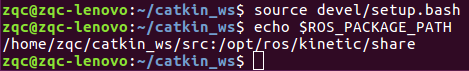 zqc@zqc-lenovo:~/catkin_ws$ source devel/setup.bash
zqc@zqc-lenovo:~/catkin_ws$ echo $ROS_PACKAGE_PATH
/home/zqc/catkin_ws/src:/opt/ros/kinetic/share
zqc@zqc-lenovo:~/catkin_ws$